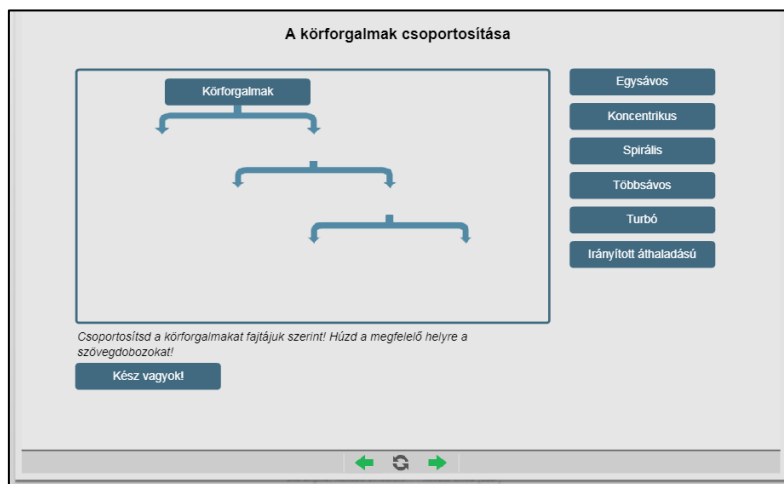 A körforgalmak csoportosítása
Körforgalmak
Egysávos
Koncentrikus
Spirális
Többsávos
Turbó
Irányított áthaladású
Csoportosítsd a körforgalmakat fajtájuk szerint! Húzd a megfelelő helyre a
szövegdobozokat!
Kész vagyok!